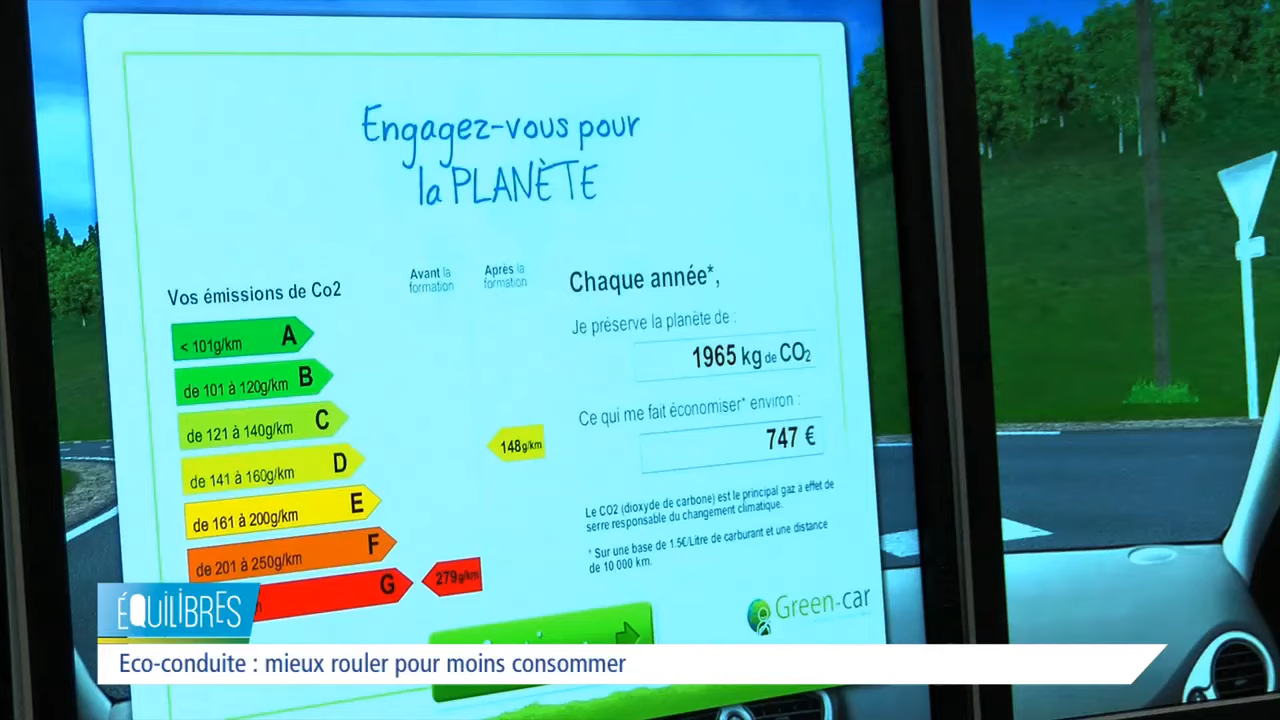 Engagez-vous pour
la PLANÈTE
Vos émissions de Co2
Avant la
formation
Après la
formation
< 101g/km A
de 101 à 120g/km B
de 121 à 140g/km C
de 141 à 160g/km D
de 161 à 200g/km E
de 201 à 250g/km F
G
148g/km
279g/km
Chaque année*,
Je préserve la planète de :
1965 kg de CO2
Ce qui me fait économiser* environ :
747 €
Le CO2 (dioxyde de carbone) est le principal gaz a effet de
serre responsable du changement climatique.
* Sur une base de 1.5€/Litre de carburant et une distance
de 10 000 km.
Green-car
ÉQUILIBRES
Eco-conduite : mieux rouler pour moins consommer